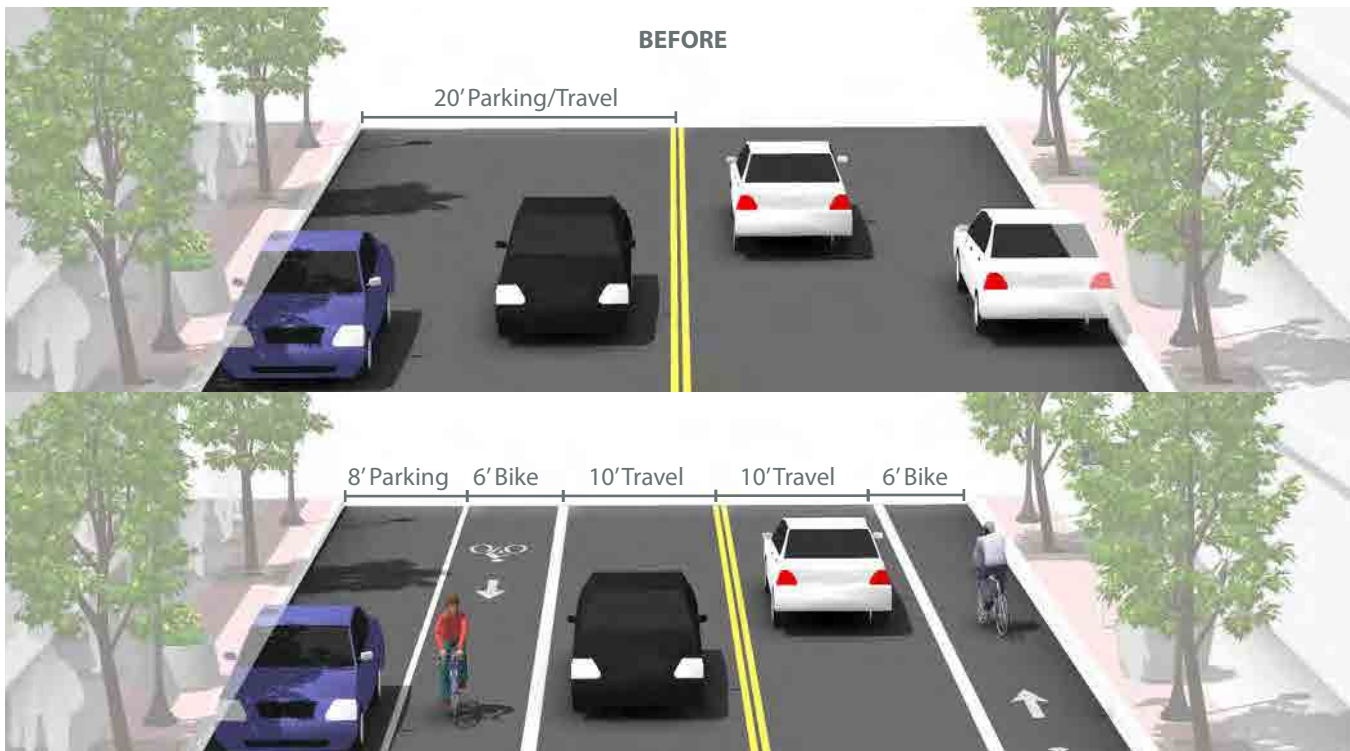 BEFORE
20' Parking/Travel
8' Parking 6' Bike 10' Travel 10' Travel 6' Bike